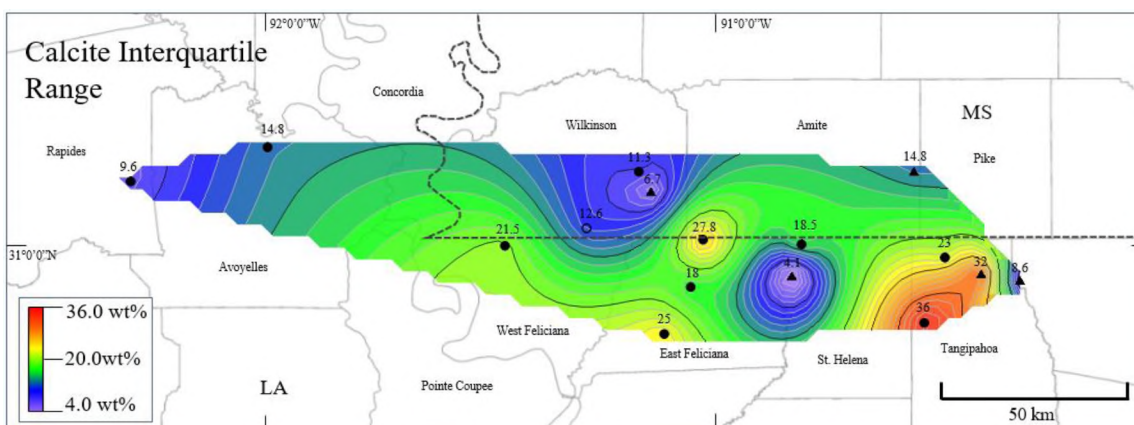 92°0'0"W
91°0'0"W
Calcite Interquartile
Range
Concordia
MS
Wilkinson
Amite
Rapides
14.8
Pike
11.3
14.8
9.6
6.7
12.6
21.5
27.8
18.5
31°0'0"N
23
Avoyelles
18
4.1
32
8.6
36.0 wt%
36
West Feliciana
25
20.0wt%
East Feliciana
St. Helena
Tangipahoa
LA
Pointe Coupee
4.0 wt%
50 km